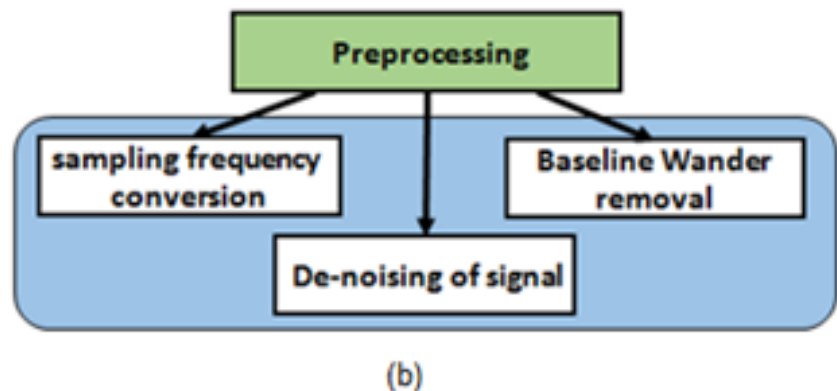 Preprocessing
sampling frequency
conversion
Baseline Wander
removal
De-noising of signal
(b)